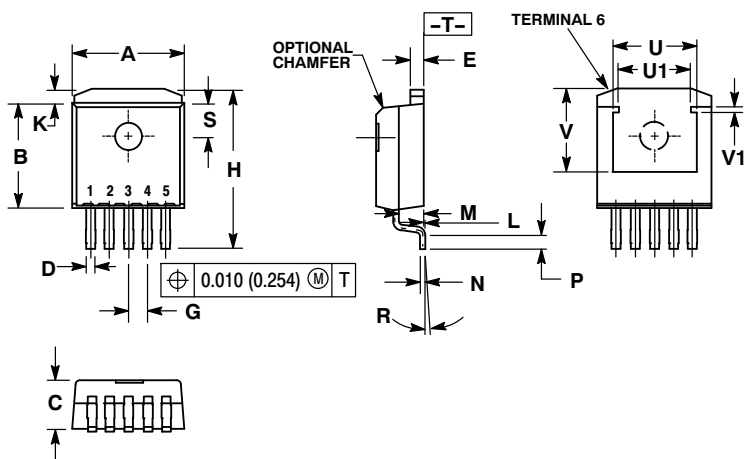 –T–
TERMINAL 6
OPTIONAL
CHAMFER
A
E
U
U1
K
S
B
H
V
V1
1 2 3 4 5
M
L
D
0.010 (0.254) Ⓜ T
N
P
G
R
C